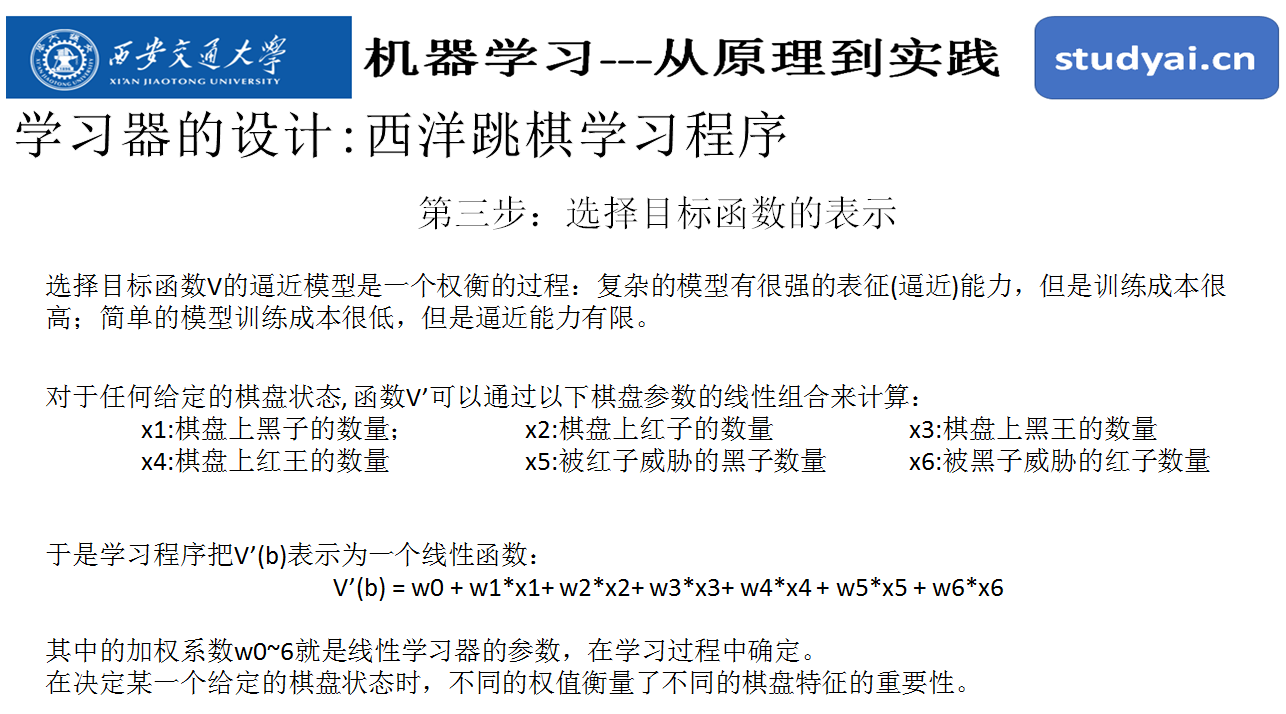 西安交通大学
XI'AN JIAOTONG UNIVERSITY
机器学习---从原理到实践
studyai.cn
学习器的设计:西洋跳棋学习程序
第三步：选择目标函数的表示
选择目标函数V的逼近模型是一个权衡的过程：复杂的模型有很强的表征(逼近)能力，但是训练成本很
高；简单的模型训练成本很低，但是逼近能力有限。
对于任何给定的棋盘状态, 函数V’可以通过以下棋盘参数的线性组合来计算：
x1:棋盘上黑子的数量； x2:棋盘上红子的数量 x3:棋盘上黑王的数量
x4:棋盘上红王的数量 x5:被红子威胁的黑子数量 x6:被黑子威胁的红子数量
于是学习程序把V’(b)表示为一个线性函数：
V’(b) = w0 + w1*x1+ w2*x2+ w3*x3+ w4*x4 + w5*x5 + w6*x6
其中的加权系数w0~6就是线性学习器的参数，在学习过程中确定。
在决定某一个给定的棋盘状态时，不同的权值衡量了不同的棋盘特征的重要性。